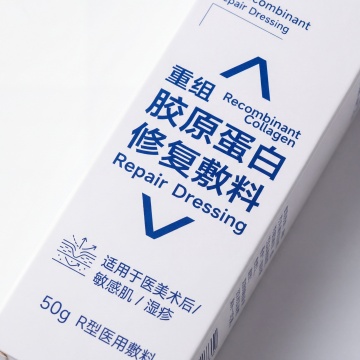 Recombinant
Repair Dressing
重组
Recombinant
Collagen
胶原蛋白
修复敷料
Repair Dressing
适用于医美术后/
敏感肌 / 湿疹
50g R型医用敷料